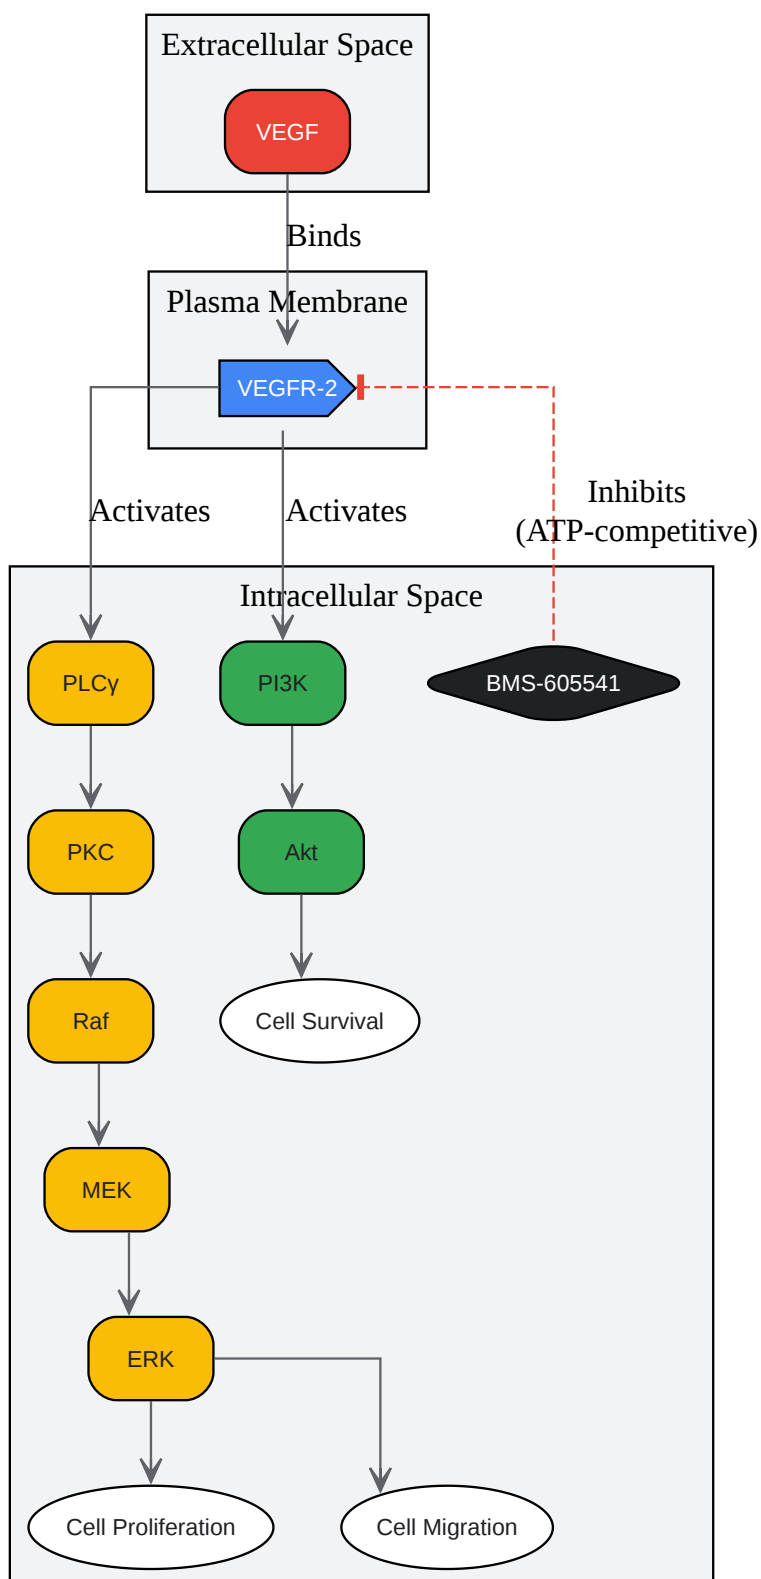 Extracellular Space
VEGF
Binds
Plasma Membrane
VEGFR-2
Activates
Activates
Inhibits
(ATP-competitive)
Intracellular Space
PLCγ
PI3K
BMS-605541
PKC
Akt
Raf
Cell Survival
MEK
ERK
Cell Proliferation
Cell Migration